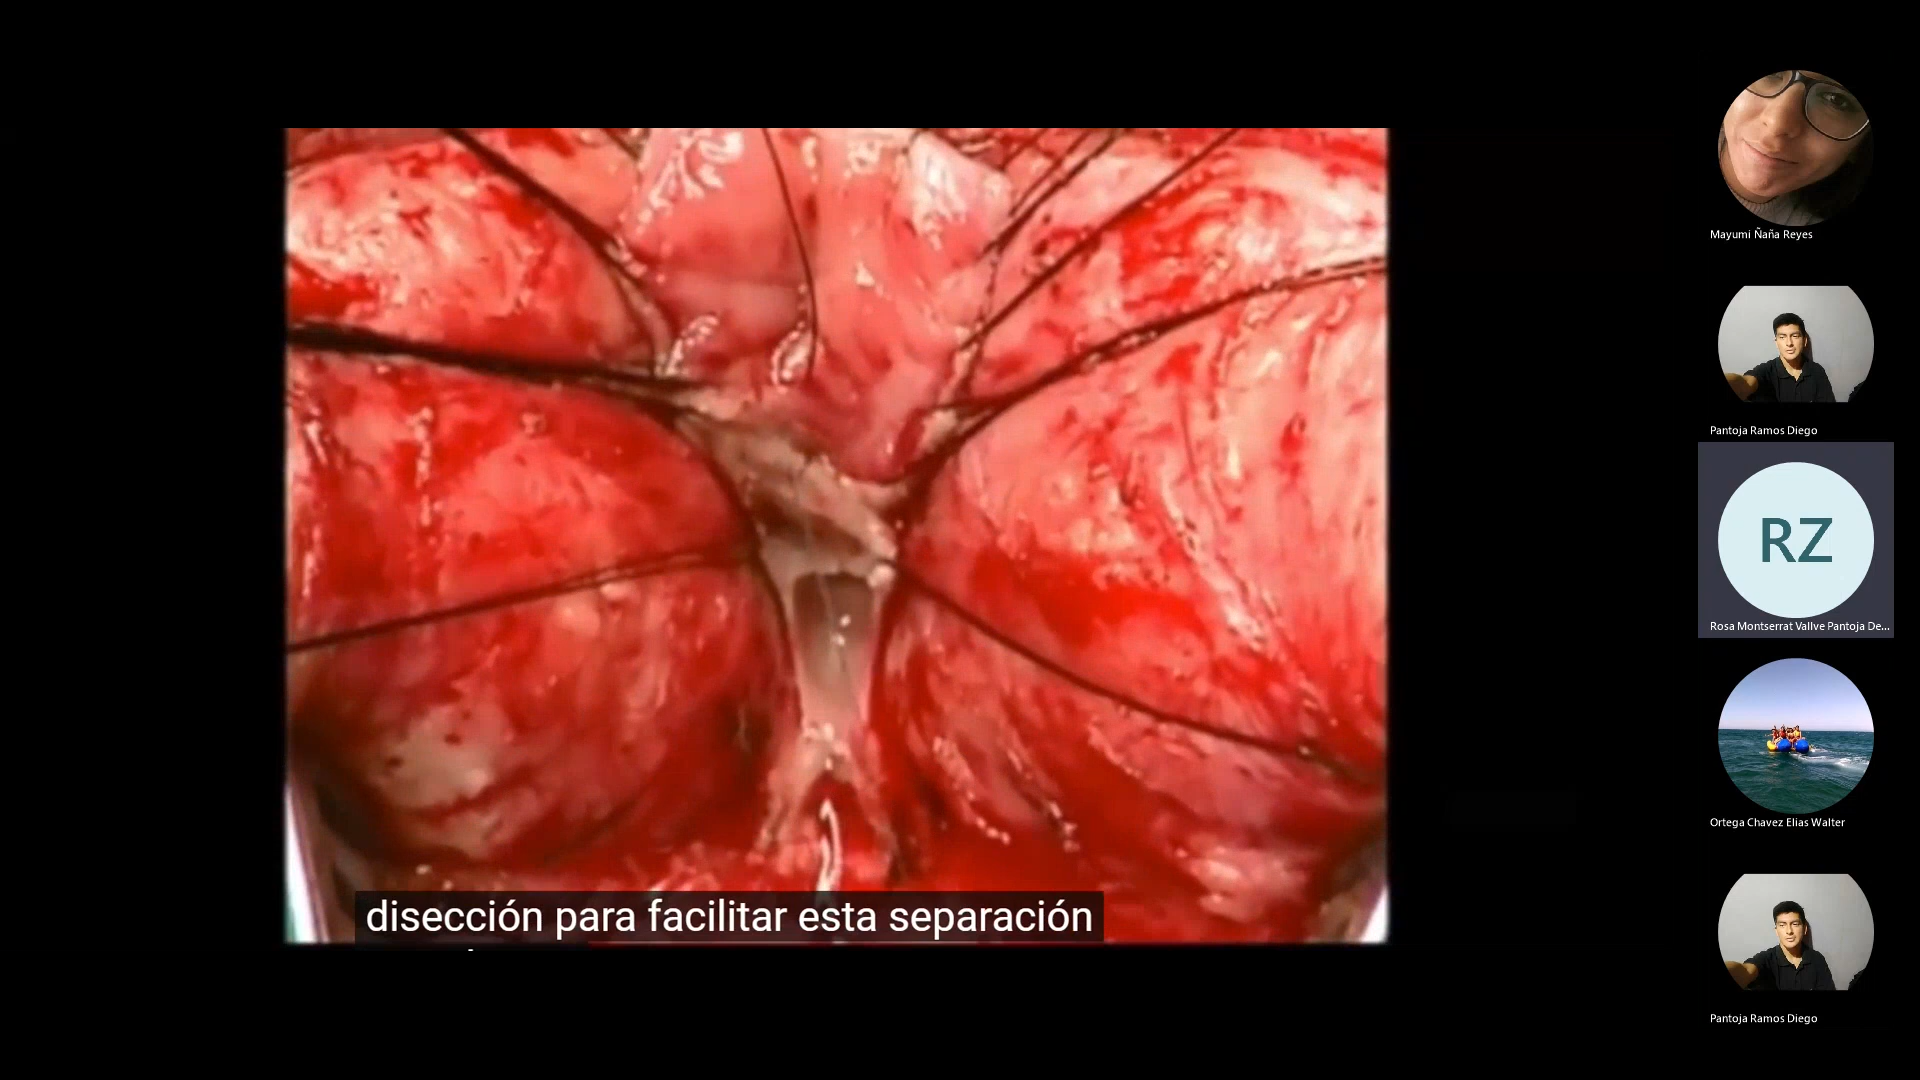 disección para facilitar esta separación
Mayumi Ñaña Reyes
Pantoja Ramos Diego
RZ
Rosa Montserrat Vallve Pantoja De...
Ortega Chavez Elias Walter
Pantoja Ramos Diego